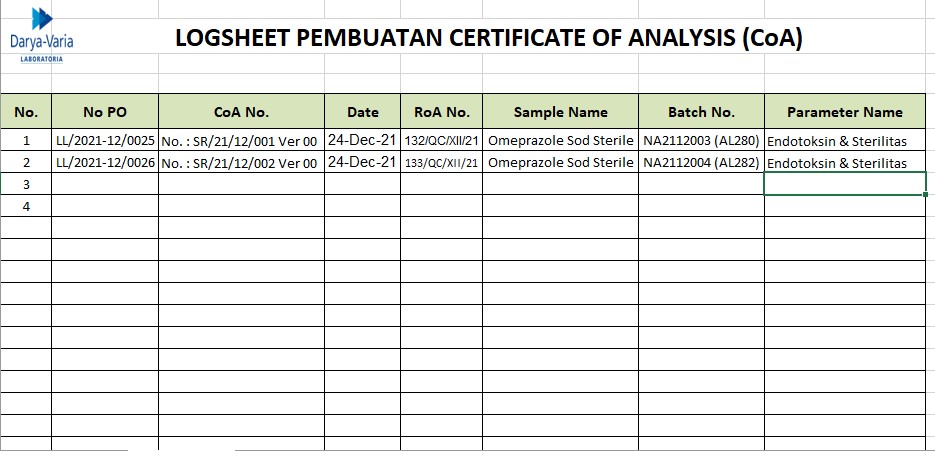 Darya-Varia
LABORATORIA
LOGSHEET PEMBUATAN CERTIFICATE OF ANALYSIS (CoA)
No. No PO CoA No. Date RoA No. Sample Name Batch No. Parameter Name
1 LL/2021-12/0025 No. : SR/21/12/001 Ver 00 24-Dec-21 132/QC/XII/21 Omeprazole Sod Sterile NA2112003 (AL280) Endotoksin & Sterilitas
2 LL/2021-12/0026 No. : SR/21/12/002 Ver 00 24-Dec-21 133/QC/XII/21 Omeprazole Sod Sterile NA2112004 (AL282) Endotoksin & Sterilitas
3
4